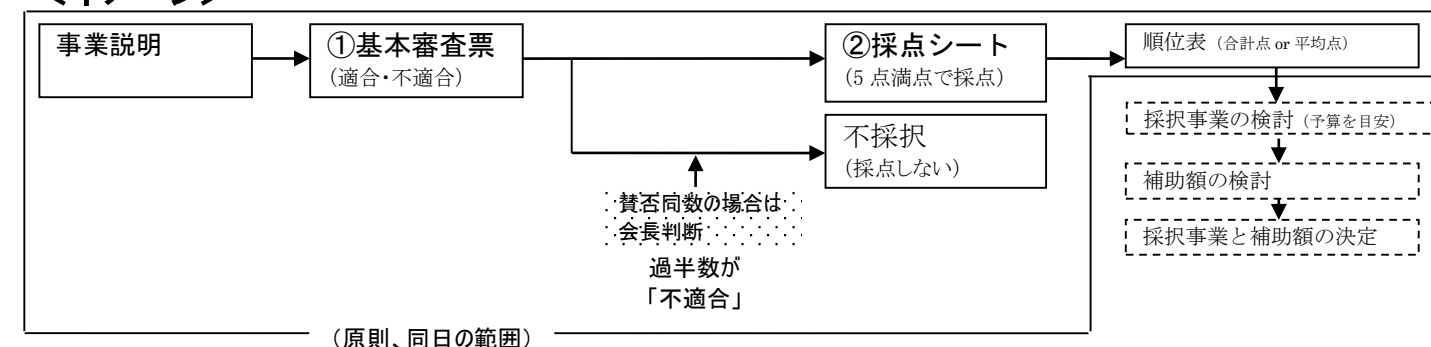 事業説明
①基本審査票
(適合・不適合)
②採点シート
(5 点満点で採点)
順位表 (合計点 or 平均点)
採択事業の検討 (予算を目安)
不採択
(採点しない)
補助額の検討
賛否同数の場合は
会長判断
採択事業と補助額の決定
過半数が
「不適合」
(原則、同日の範囲)